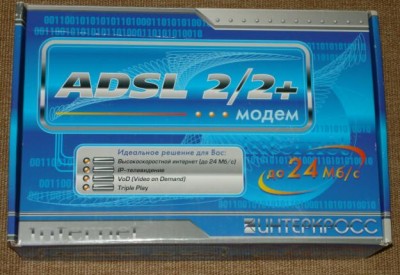 ADSL 2/2+
модем
Идеальное решение для Вас:
Высокоскоростной интернет (до 24 Мб/с)
IP-телевидение
VoD (Video on Demand)
Triple Play
до 24 Мб/с
Internet
ИНТЕРКРОСС